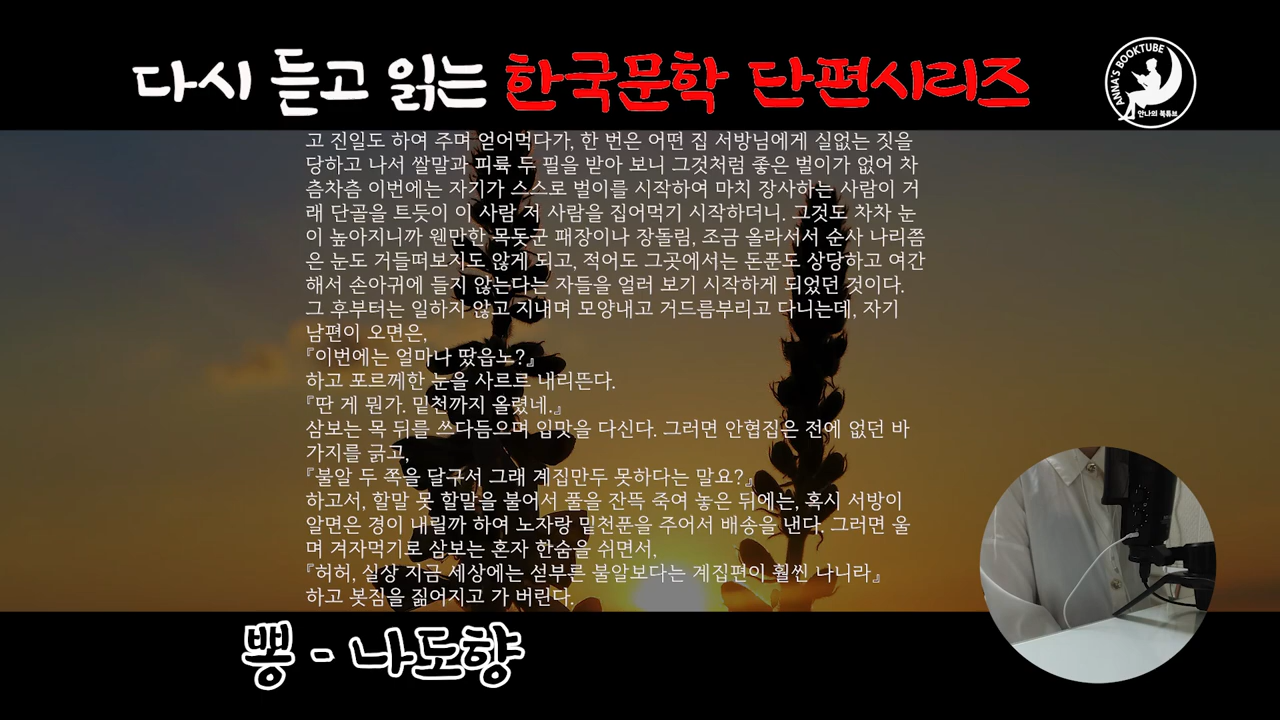 다시 듣고 읽는 한국문학 단편시리즈
ANNA'S BOOKTUBE
안나의 북튜브
고 진일도 하여 주며 얻어먹다가, 한 번은 어떤 집 서방님에게 실없는 짓을
당하고 나서 쌀말과 피륙 두 필을 받아 보니 그것처럼 좋은 벌이가 없어 차
츰차츰 이번에는 자기가 스스로 벌이를 시작하여 마치 장사하는 사람이 거
래 단골을 트듯이 이 사람 저 사람을 집어먹기 시작하더니. 그것도 차차 눈
이 높아지니까 웬만한 목돗군 패장이나 장돌림, 조금 올라서서 순사 나리쯤
은 눈도 거들떠보지도 않게 되고, 적어도 그곳에서는 돈푼도 상당하고 여간
해서 손아귀에 들지 않는다는 자들을 얼러 보기 시작하게 되었던 것이다.
그 후부터는 일하지 않고 지내며 모양내고 거드름부리고 다니는데, 자기
남편이 오면은,
『이번에는 얼마나 땄읍노?』
하고 포르께한 눈을 사르르 내리뜬다.
『딴 게 뭔가. 밑천까지 올렸네.』
삼보는 목 뒤를 쓰다듬으며 입맛을 다신다. 그러면 안협집은 전에 없던 바
가지를 긁고,
『불알 두 쪽을 달구서 그래 계집만두 못하다는 말요?』
하고서, 할말 못 할말을 불어서 풀을 잔뜩 죽여 놓은 뒤에는, 혹시 서방이
알면은 경이 내릴까 하여 노자랑 밑천푼을 주어서 배송을 낸다. 그러면 울
며 겨자먹기로 삼보는 혼자 한숨을 쉬면서,
『허허, 실상 지금 세상에는 섣부른 불알보다는 계집편이 훨씬 나니라』
하고 봇짐을 짊어지고 가 버린다.
뽕 - 나도향